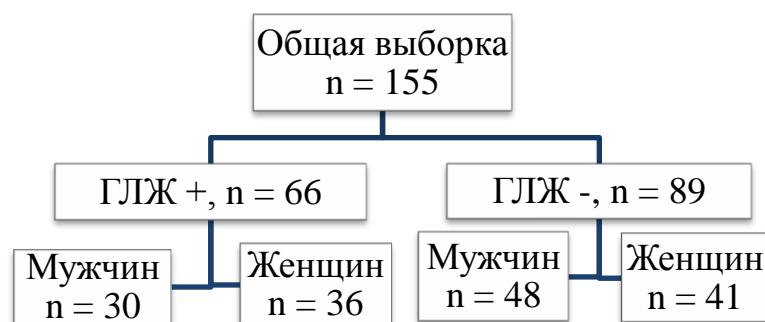 Общая выборка
n = 155
ГЛЖ +, n = 66
ГЛЖ -, n = 89
Мужчин
n = 30
Женщин
n = 36
Мужчин
n = 48
Женщин
n = 41